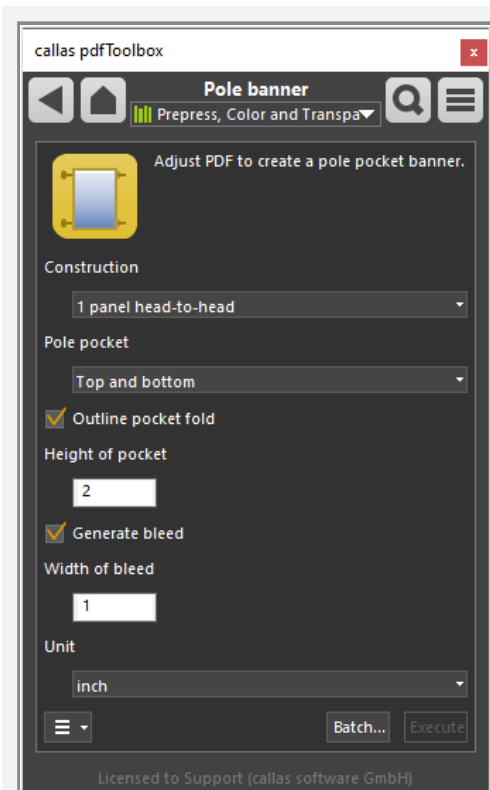 callas pdfToolbox
x
Pole banner
Prepress, Color and Transpa
Adjust PDF to create a pole pocket banner.
Construction
1 panel head-to-head
Pole pocket
Top and bottom
Outline pocket fold
Height of pocket
2
Generate bleed
Width of bleed
1
Unit
inch
Batch... Execute
Licensed to Support (callas software GmbH)